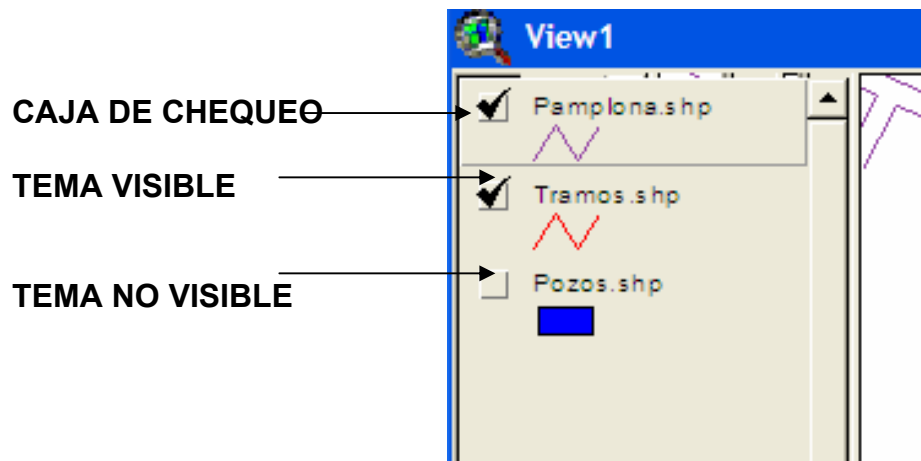 View1
CAJA DE CHEQUEO
Pamplona.shp
TEMA VISIBLE
Tramos.shp
TEMA NO VISIBLE
Pozos.shp